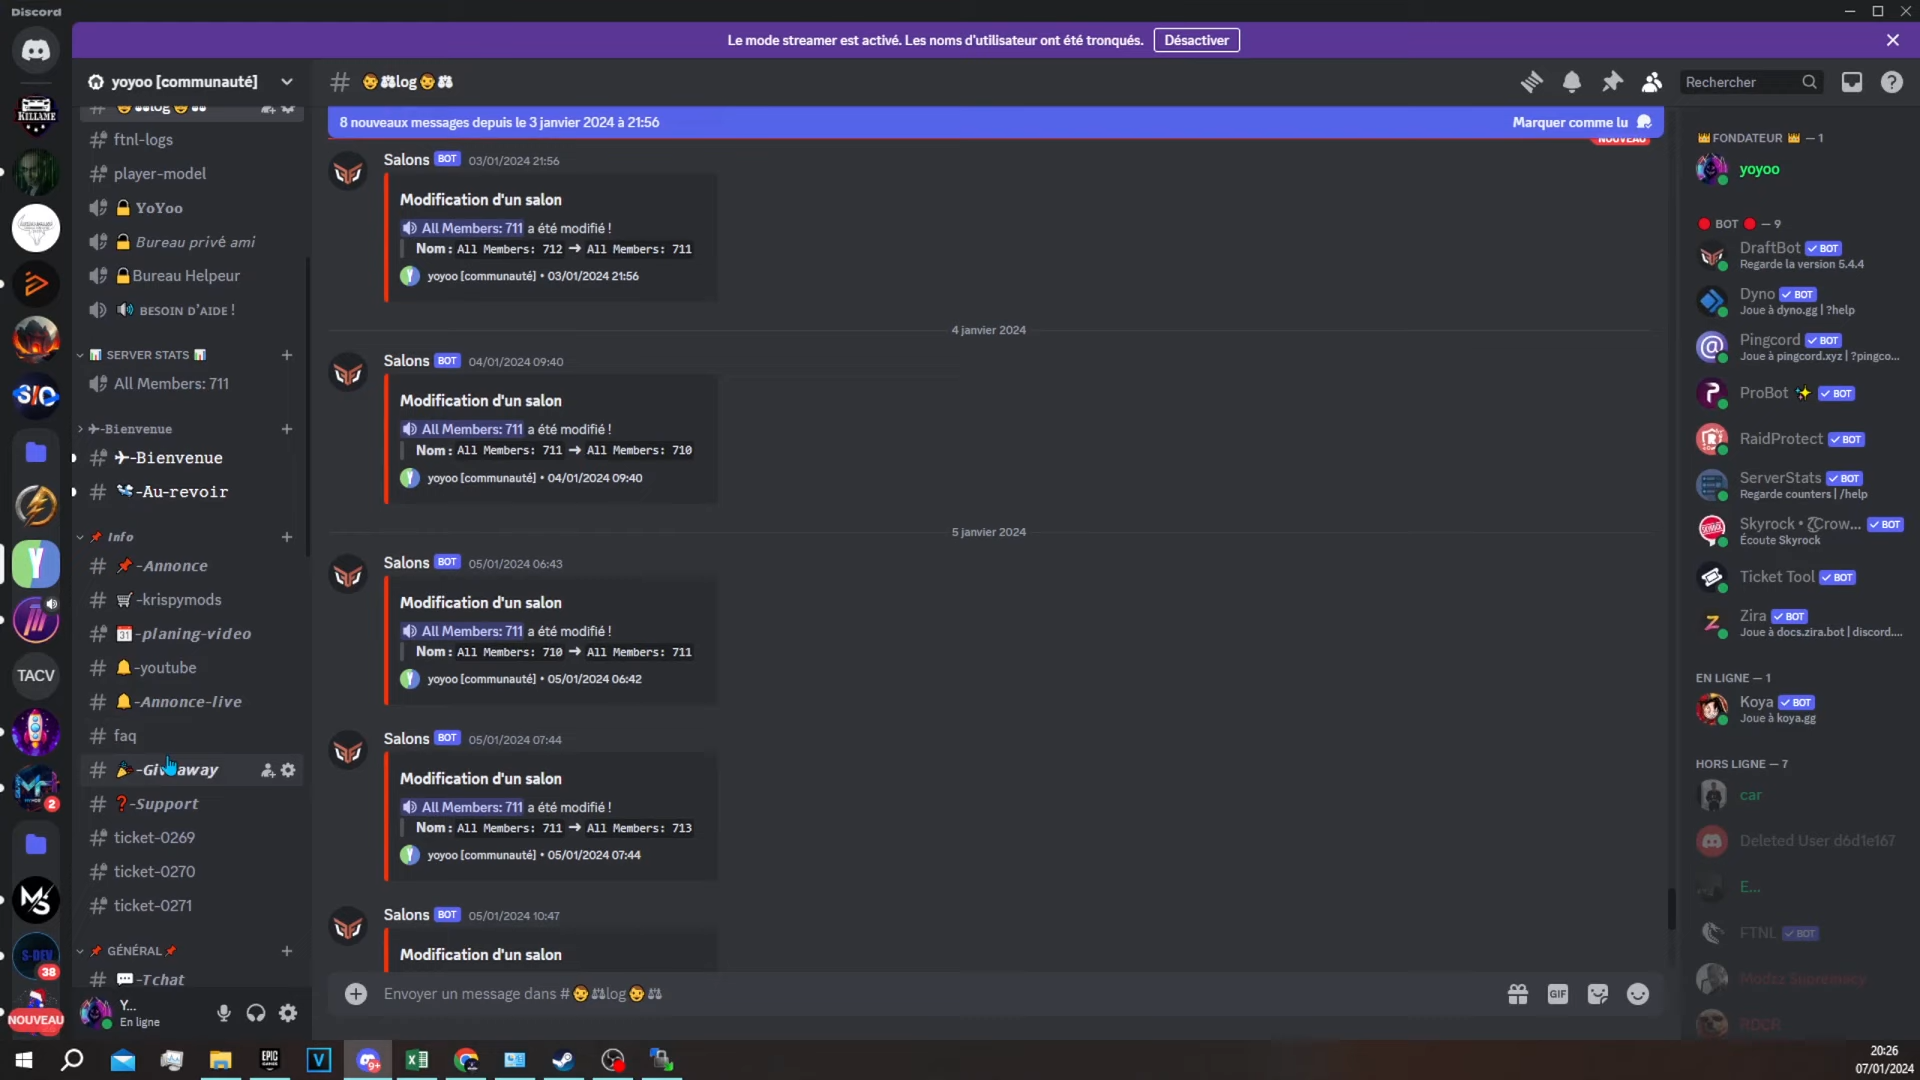 Discord
Le mode streamer est activé. Les noms d'utilisateur ont été tronqués. Désactiver
yoyoo [communauté]
log
ftnl-logs
player-model
YoYoo
Bureau privé ami
Bureau Helpeur
BESOIN D'AIDE !
SERVER STATS
All Members: 711
-Bienvenue
-Bienvenue
-Au-revoir
Info
-Annonce
-krispymods
-planing-video
-youtube
-Annonce-live
faq
-Giveaway
-Support
ticket-0269
ticket-0270
ticket-0271
GÉNÉRAL
-Tchat
Y...
En ligne
KILLAME
SIC
Y
TACV
2
MS
S-DEV
38
NOUVEAU
log
Rechercher
8 nouveaux messages depuis le 3 janvier 2024 à 21:56
Marquer comme lu
NOUVEAU
Salons BOT 03/01/2024 21:56
Modification d'un salon
All Members: 711 a été modifié !
Nom : All Members: 712 → All Members: 711
yoyoo [communauté] • 03/01/2024 21:56
4 janvier 2024
Salons BOT 04/01/2024 09:40
Modification d'un salon
All Members: 711 a été modifié !
Nom : All Members: 711 → All Members: 710
yoyoo [communauté] • 04/01/2024 09:40
5 janvier 2024
Salons BOT 05/01/2024 06:43
Modification d'un salon
All Members: 711 a été modifié !
Nom : All Members: 710 → All Members: 711
yoyoo [communauté] • 05/01/2024 06:42
Salons BOT 05/01/2024 07:44
Modification d'un salon
All Members: 711 a été modifié !
Nom : All Members: 711 → All Members: 713
yoyoo [communauté] • 05/01/2024 07:44
Salons BOT 05/01/2024 10:47
Modification d'un salon
Envoyer un message dans # log
GIF
FONDATEUR — 1
yoyoo
BOT — 9
DraftBot BOT
Regarde la version 5.4.4
Dyno BOT
Joue à dyno.gg | ?help
Pingcord BOT
Joue à pingcord.xyz | ?pingco...
ProBot BOT
RaidProtect BOT
ServerStats BOT
Regarde counters | /help
Skyrock • Crow... BOT
Écoute Skyrock
Ticket Tool BOT
Zira BOT
Joue à docs.zira.bot | discord....
EN LIGNE — 1
Koya BOT
Joue à koya.gg
HORS LIGNE — 7
car
Deleted User d6d1e167
E...
FTNL BOT
Modzz Supremacy
RDCR
EPIC
V
9+
20:26
07/01/2024